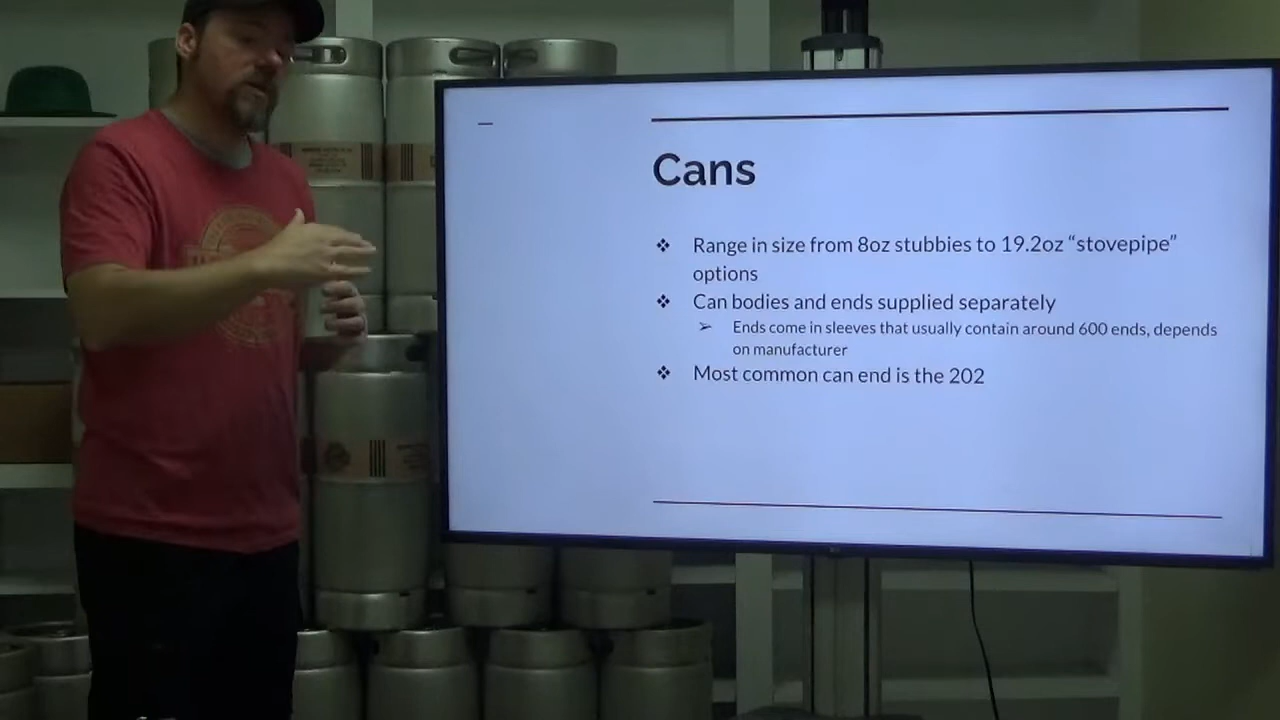 Cans
❖ Range in size from 8oz stubbies to 19.2oz “stovepipe”
options
❖ Can bodies and ends supplied separately
➢ Ends come in sleeves that usually contain around 600 ends, depends
on manufacturer
❖ Most common can end is the 202